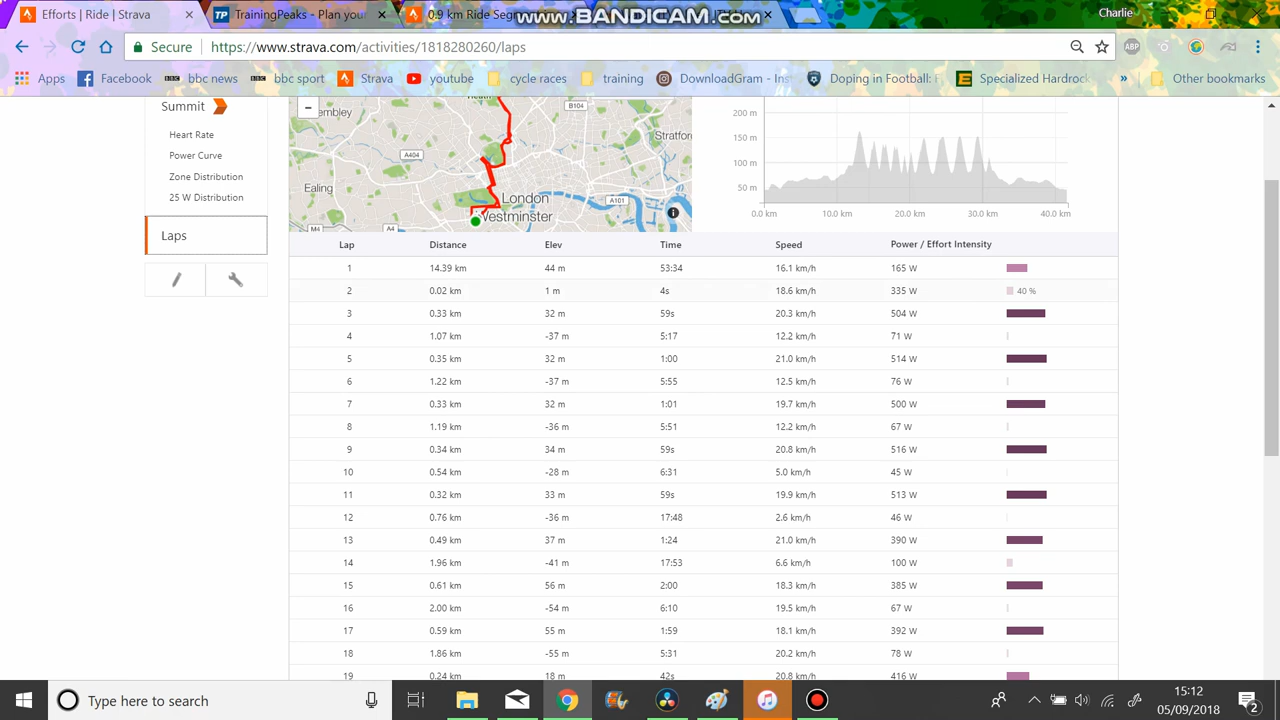 Efforts | Ride | Strava
TrainingPeaks - Plan your
0.9 km Ride Seg
www.BANDICAM.com
Charlie
Secure
https://www.strava.com/activities/1818280260/laps
ABP
Apps
Facebook
bbc news
bbc sport
Strava
youtube
cycle races
training
DownloadGram - Ins
Doping in Football: F
Specialized Hardrock
»
Other bookmarks
Summit
Heart Rate
Power Curve
Zone Distribution
25 W Distribution
Laps
Heath
B104
embley
Stratfor
A404
Ealing
London
A101
Westminster
M4
A4
200 m
150 m
100 m
50 m
0.0 km 10.0 km 20.0 km 30.0 km 40.0 km
Lap Distance Elev Time Speed Power / Effort Intensity
1 14.39 km 44 m 53:34 16.1 km/h 165 W
2 0.02 km 1 m 4s 18.6 km/h 335 W 40 %
3 0.33 km 32 m 59s 20.3 km/h 504 W
4 1.07 km -37 m 5:17 12.2 km/h 71 W
5 0.35 km 32 m 1:00 21.0 km/h 514 W
6 1.22 km -37 m 5:55 12.5 km/h 76 W
7 0.33 km 32 m 1:01 19.7 km/h 500 W
8 1.19 km -36 m 5:51 12.2 km/h 67 W
9 0.34 km 34 m 59s 20.8 km/h 516 W
10 0.54 km -28 m 6:31 5.0 km/h 45 W
11 0.32 km 33 m 59s 19.9 km/h 513 W
12 0.76 km -36 m 17:48 2.6 km/h 46 W
13 0.49 km 37 m 1:24 21.0 km/h 390 W
14 1.96 km -41 m 17:53 6.6 km/h 100 W
15 0.61 km 56 m 2:00 18.3 km/h 385 W
16 2.00 km -54 m 6:10 19.5 km/h 67 W
17 0.59 km 55 m 1:59 18.1 km/h 392 W
18 1.86 km -55 m 5:31 20.2 km/h 78 W
19 0.24 km 18 m 42s 20.8 km/h 416 W
Type here to search
15:12
05/09/2018
2